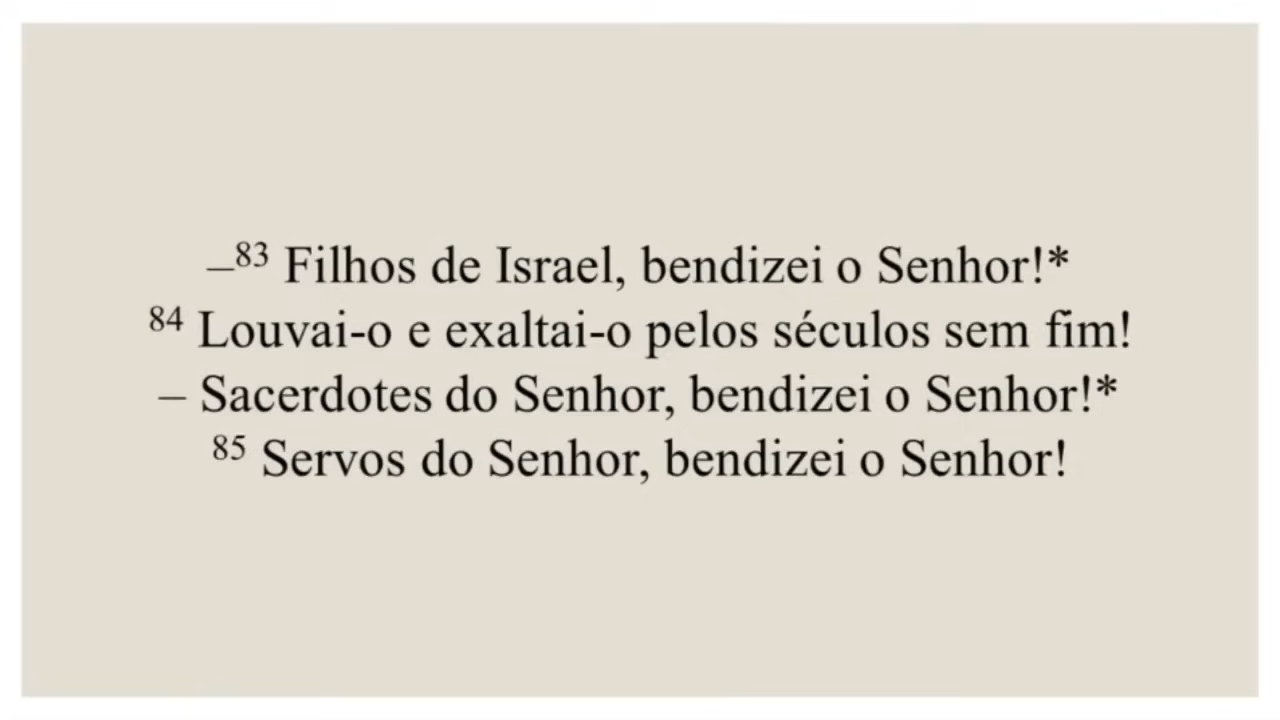 –83 Filhos de Israel, bendizei o Senhor!*
84 Louvai-o e exaltai-o pelos séculos sem fim!
– Sacerdotes do Senhor, bendizei o Senhor!*
85 Servos do Senhor, bendizei o Senhor!